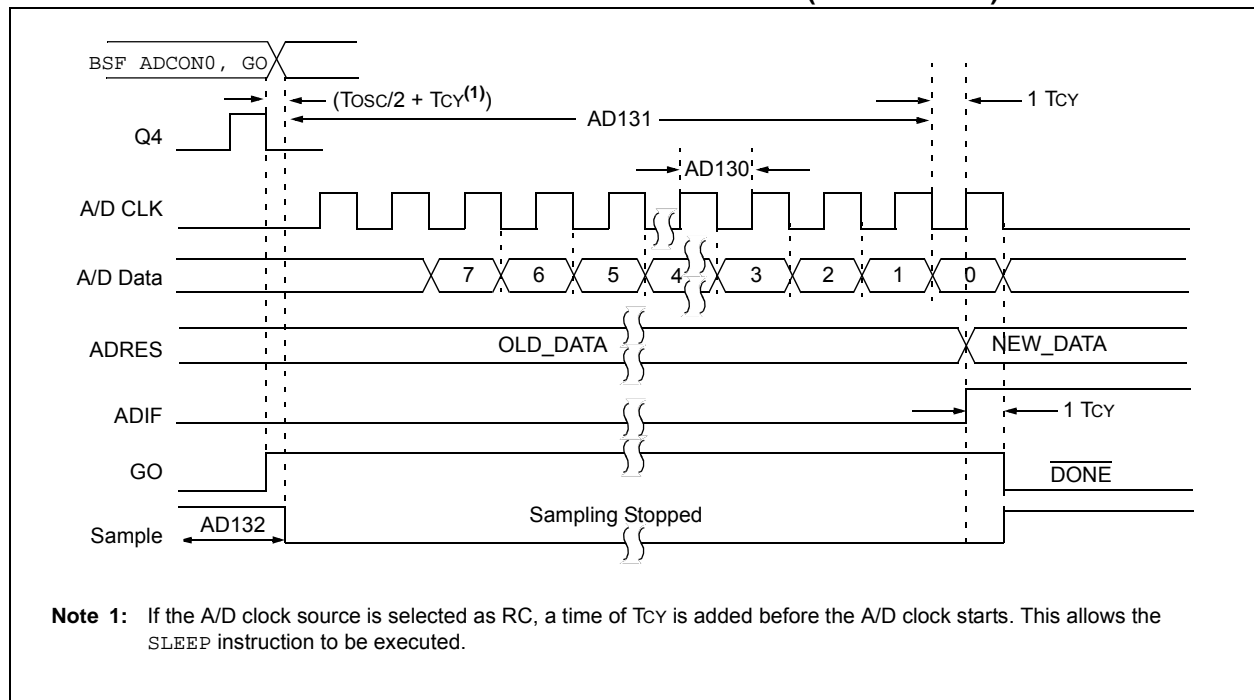 BSF ADCON0, GO
(TOSC/2 + TCY(1))
1 TCY
AD131
Q4
AD130
A/D CLK
A/D Data
7
6
5
4
3
2
1
0
ADRES
OLD_DATA
NEW_DATA
ADIF
1 TCY
GO
DONE
AD132
Sampling Stopped
Sample
Note 1: If the A/D clock source is selected as RC, a time of TCY is added before the A/D clock starts. This allows the
SLEEP instruction to be executed.